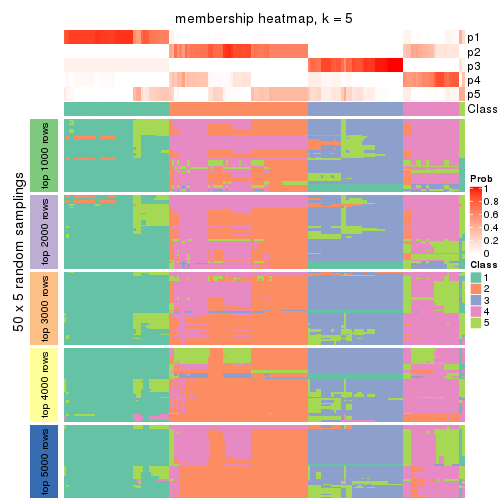 membership heatmap, k = 5
p1
p2
p3
p4
p5
Class
50 x 5 random samplings
top 1000 rows
top 2000 rows
top 3000 rows
top 4000 rows
top 5000 rows
Prob
1
0.8
0.6
0.4
0.2
0
Class
1
2
3
4
5